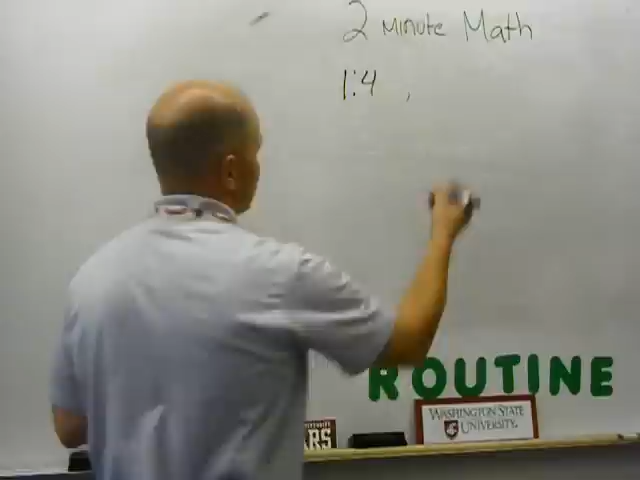 2 minute Math
1:4 ,
ROUTINE
WASHINGTON STATE
UNIVERSITY